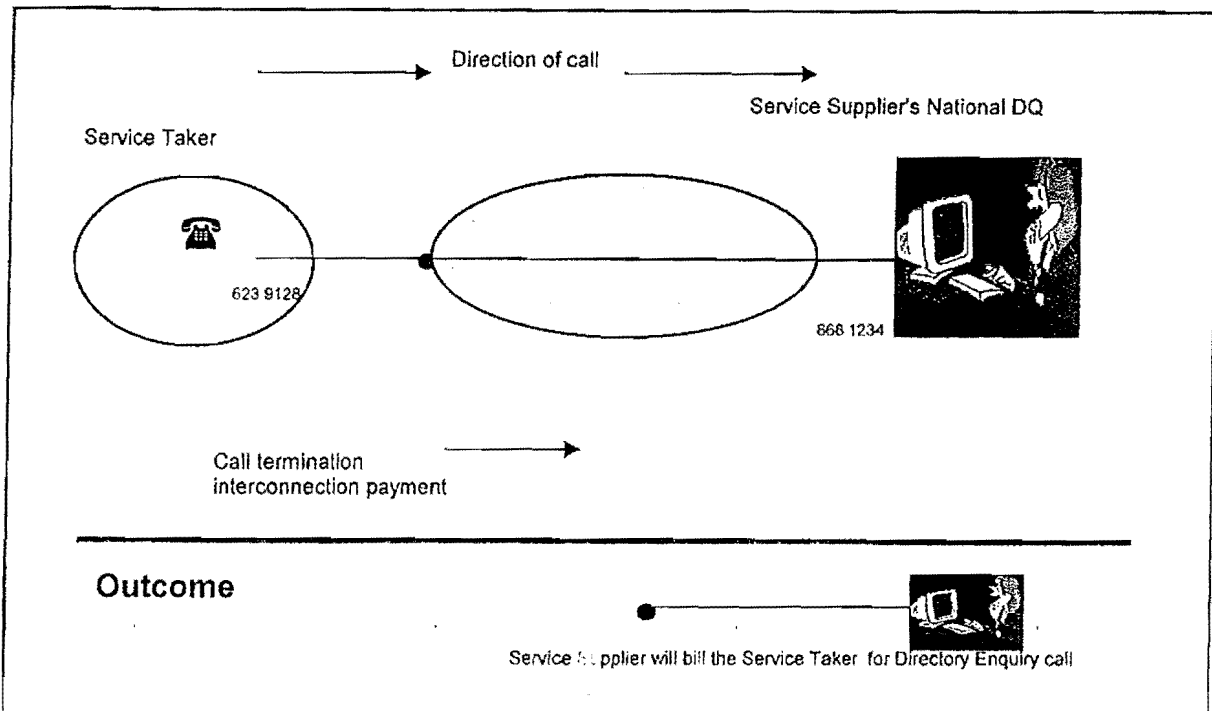 Direction of call
Service Supplier's National DQ
Service Taker
623 9128
868 1234
Call termination
interconnection payment
Outcome
Service will bill the Service Taker for Directory Enquiry call